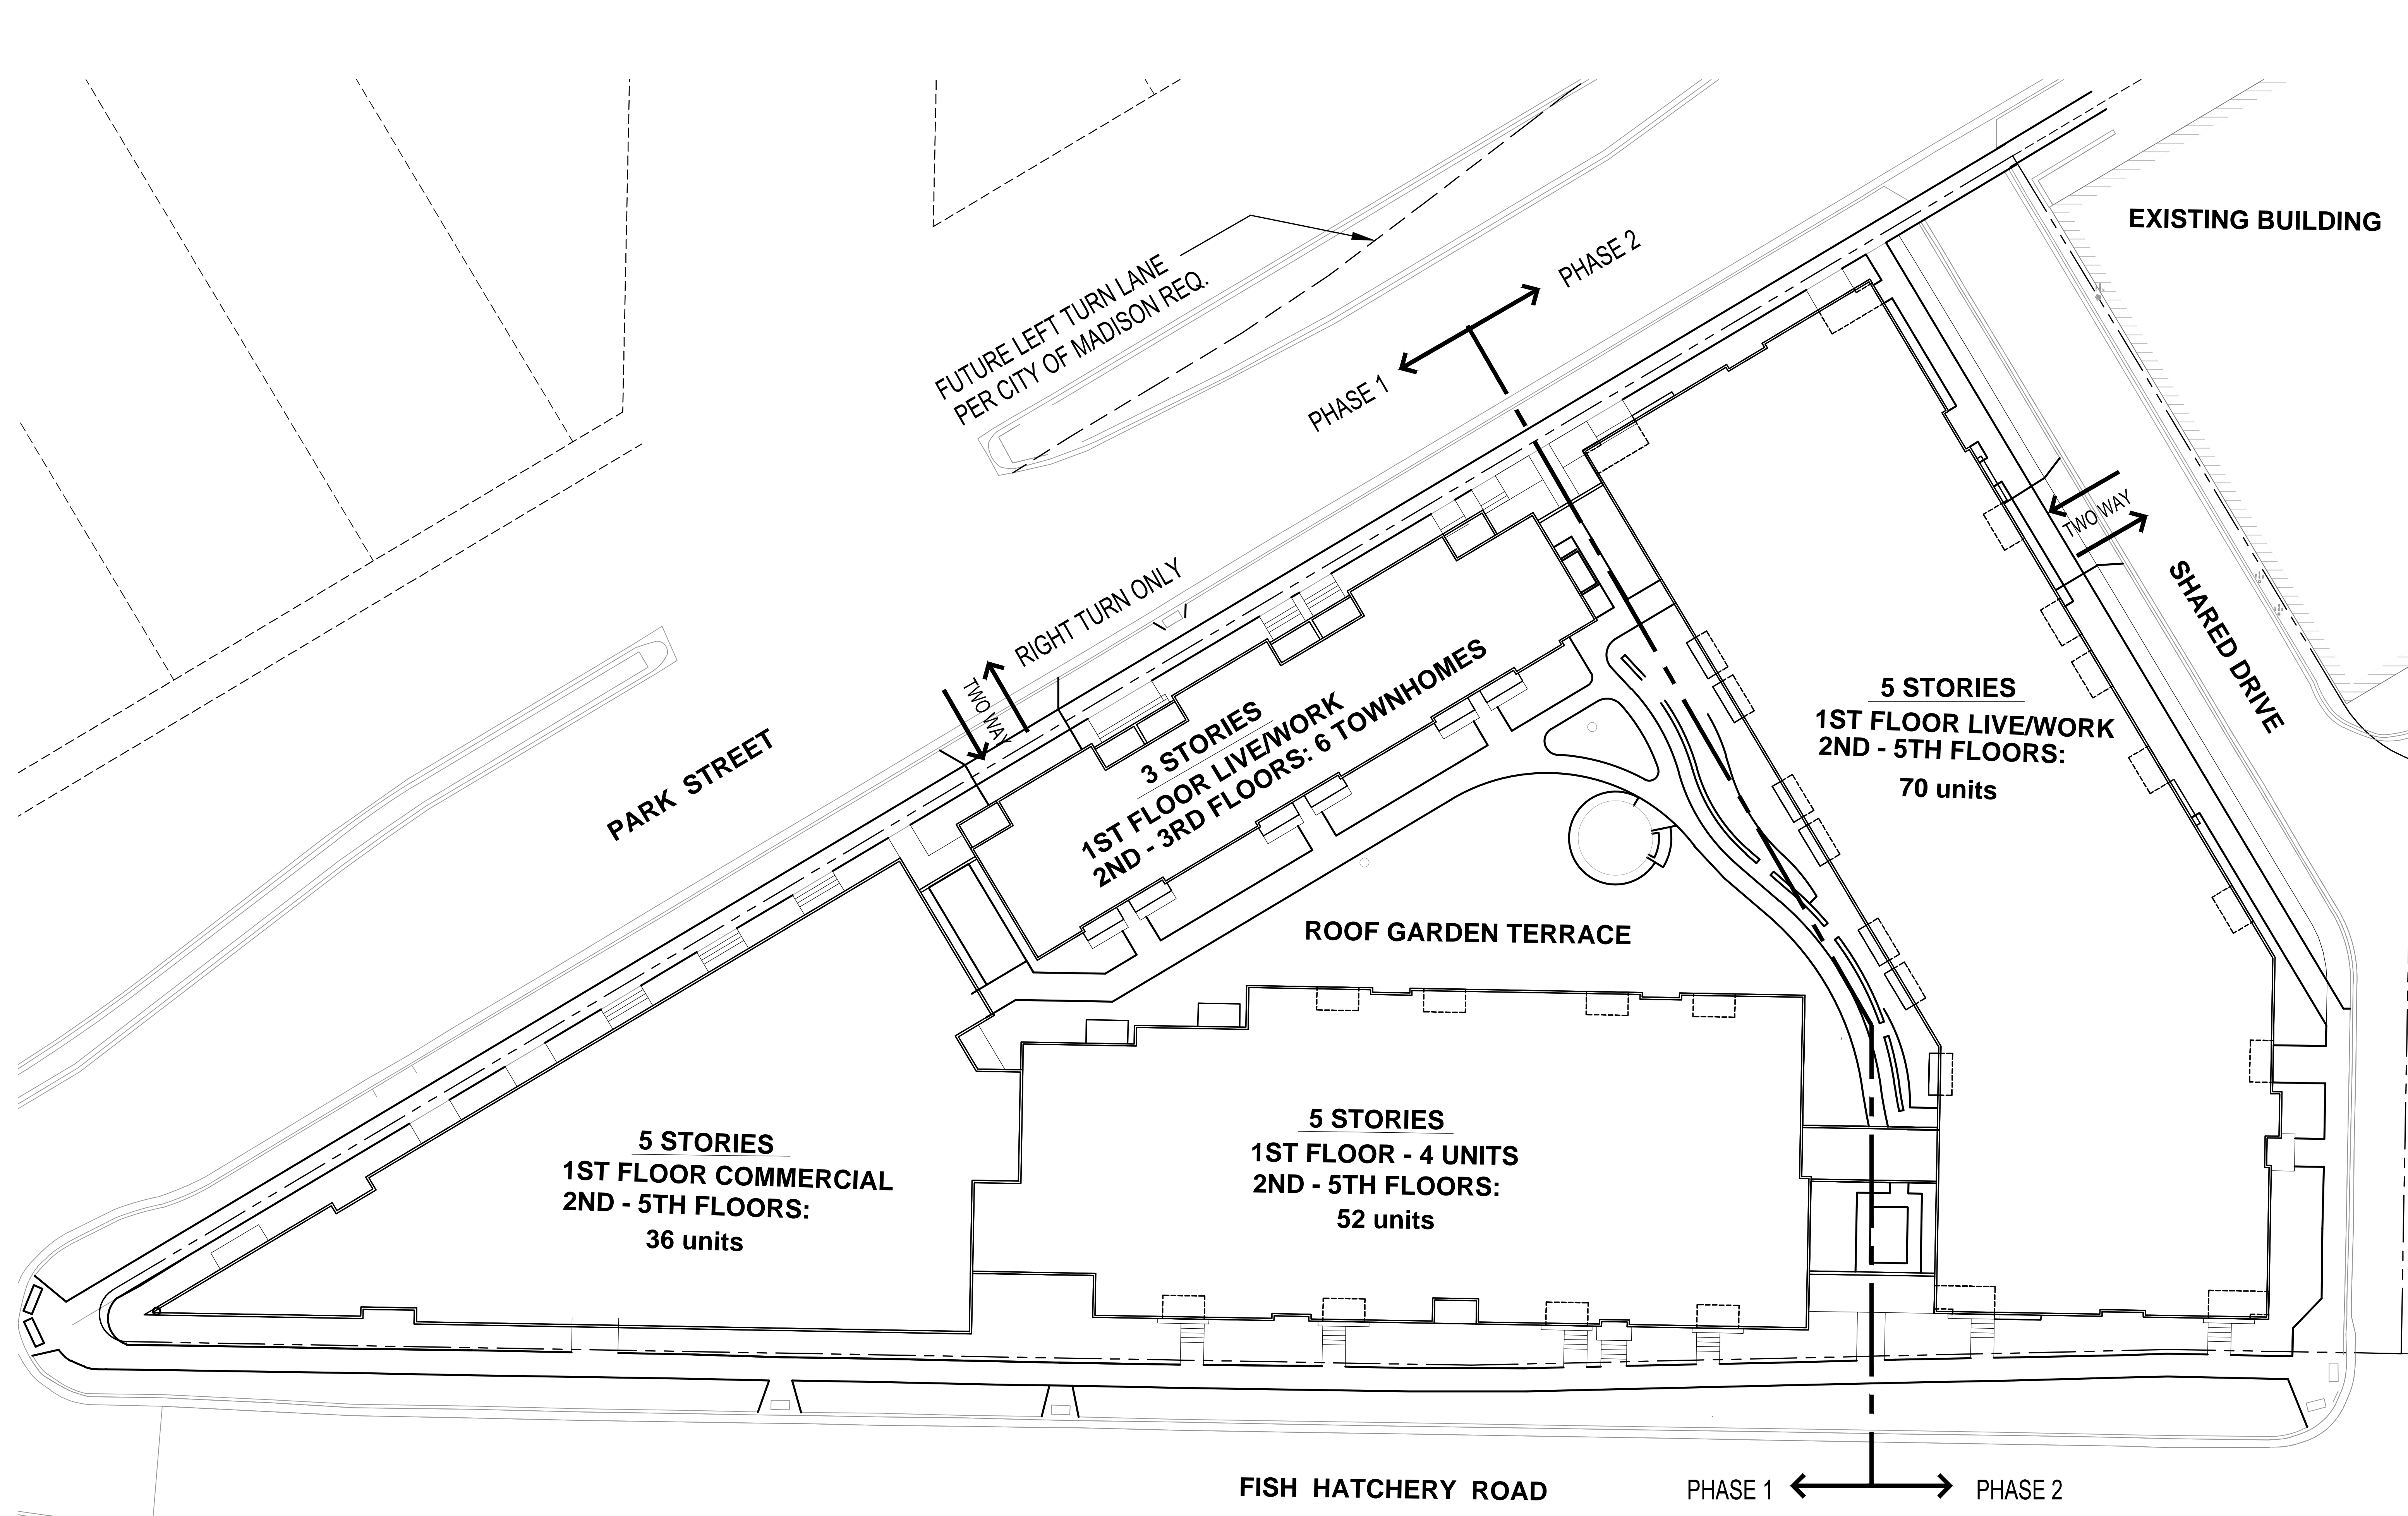 EXISTING BUILDING
FUTURE LEFT TURN LANE
PER CITY OF MADISON REQ.
PHASE 2
PHASE 1
TWO WAY
SHARED DRIVE
RIGHT TURN ONLY
TWO WAY
PARK STREET
3 STORIES
1ST FLOOR LIVE/WORK
2ND - 3RD FLOORS: 6 TOWNHOMES
5 STORIES
1ST FLOOR LIVE/WORK
2ND - 5TH FLOORS:
70 units
ROOF GARDEN TERRACE
5 STORIES
1ST FLOOR COMMERCIAL
2ND - 5TH FLOORS:
36 units
5 STORIES
1ST FLOOR - 4 UNITS
2ND - 5TH FLOORS:
52 units
FISH HATCHERY ROAD
PHASE 1
PHASE 2